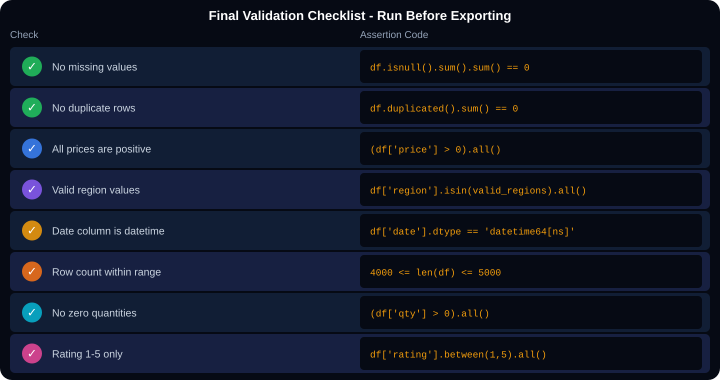 Final Validation Checklist - Run Before Exporting
Check Assertion Code
✓ No missing values df.isnull().sum().sum() == 0
✓ No duplicate rows df.duplicated().sum() == 0
✓ All prices are positive (df['price'] > 0).all()
✓ Valid region values df['region'].isin(valid_regions).all()
✓ Date column is datetime df['date'].dtype == 'datetime64[ns]'
✓ Row count within range 4000 <= len(df) <= 5000
✓ No zero quantities (df['qty'] > 0).all()
✓ Rating 1-5 only df['rating'].between(1,5).all()